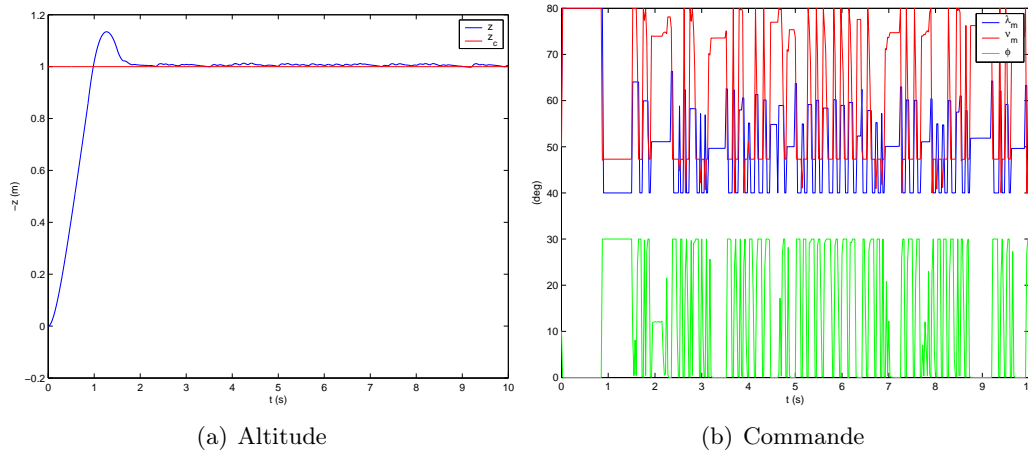 z
z_c
1.2
1
0.8
0.6
0.4
0.2
0
−0.2
−z (m)
0 1 2 3 4 5 6 7 8 9 10
t (s)
(a) Altitude
λ_m
ν_m
ϕ
80
70
60
50
40
30
20
10
0
(deg)
0 1 2 3 4 5 6 7 8 9 10
t (s)
(b) Commande